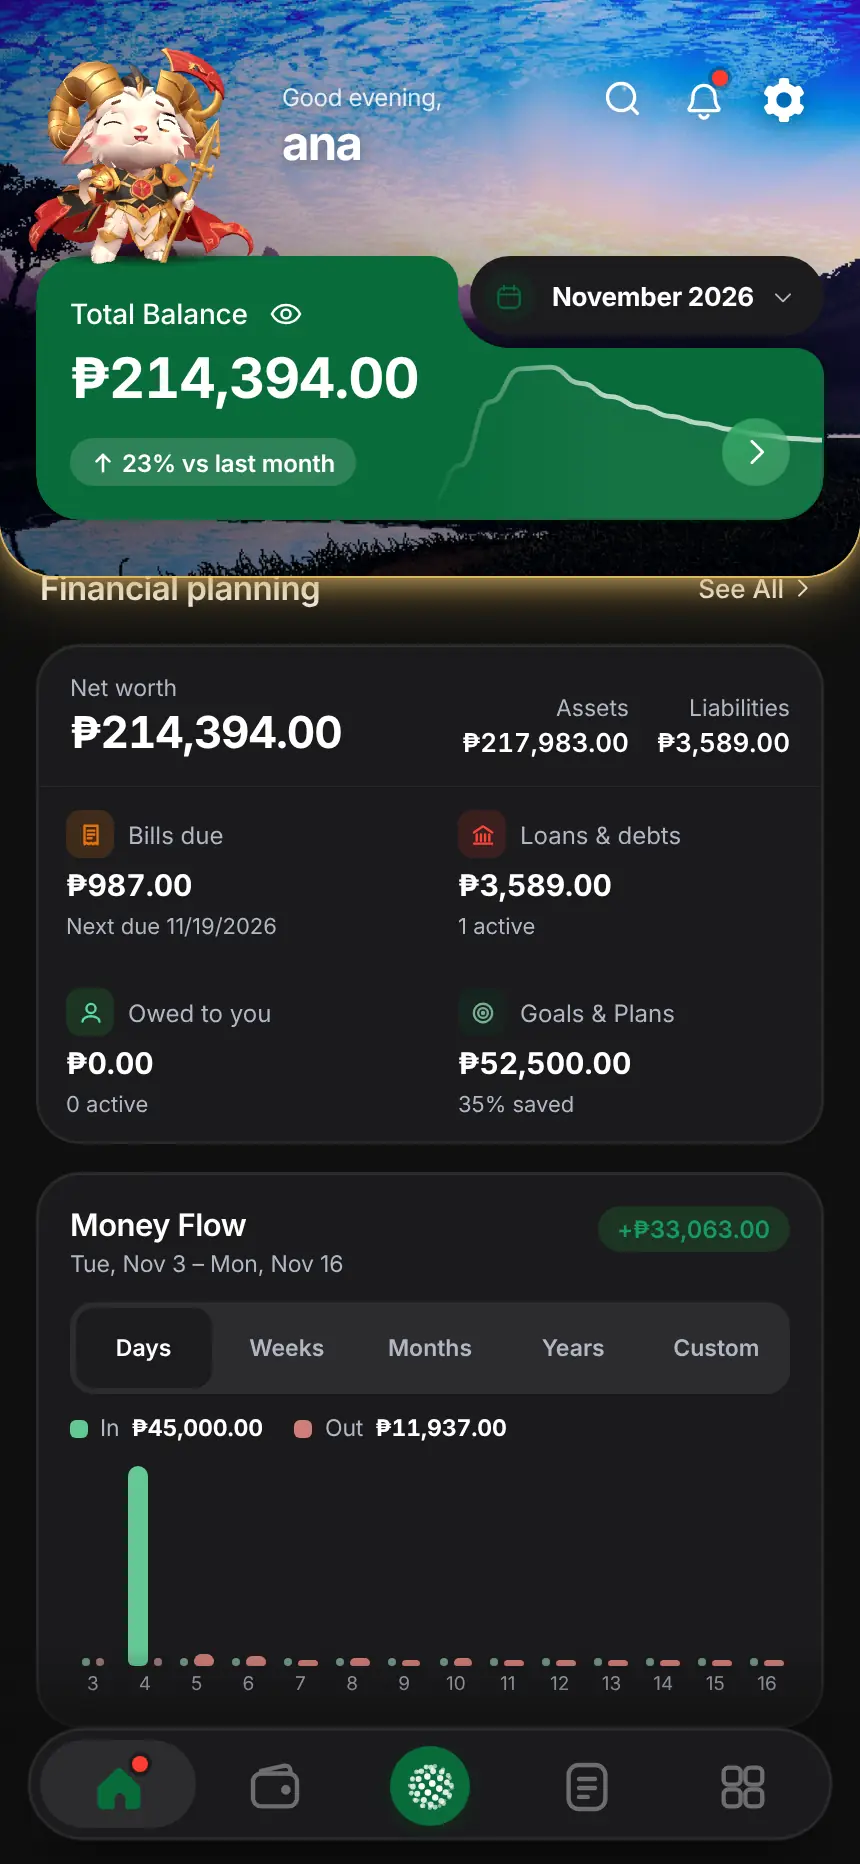 Good evening,
ana
November 2026
Total Balance
₱214,394.00
↑ 23% vs last month
Financial planning
See All >
Net worth
₱214,394.00
Assets
₱217,983.00
Liabilities
₱3,589.00
Bills due
₱987.00
Next due 11/19/2026
Loans & debts
₱3,589.00
1 active
Owed to you
₱0.00
0 active
Goals & Plans
₱52,500.00
35% saved
Money Flow
+₱33,063.00
Tue, Nov 3 – Mon, Nov 16
Days Weeks Months Years Custom
In ₱45,000.00 Out ₱11,937.00
3 4 5 6 7 8 9 10 11 12 13 14 15 16